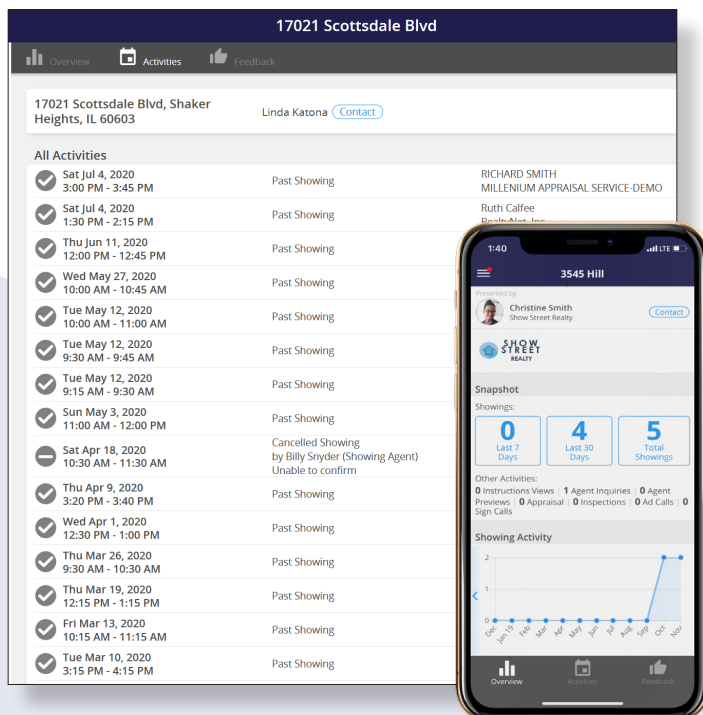 17021 Scottsdale Blvd
Overview
Activities
Feedback
17021 Scottsdale Blvd, Shaker
Heights, IL 60603
Linda Katona
Contact
All Activities
Sat Jul 4, 2020
3:00 PM - 3:45 PM
Past Showing
RICHARD SMITH
MILLENIUM APPRAISAL SERVICE-DEMO
Sat Jul 4, 2020
1:30 PM - 2:15 PM
Past Showing
Ruth Calfee
RealtyNet, Inc.
Thu Jun 11, 2020
12:00 PM - 12:45 PM
Past Showing
Wed May 27, 2020
10:00 AM - 10:45 AM
Past Showing
Tue May 12, 2020
10:00 AM - 11:00 AM
Past Showing
Tue May 12, 2020
9:30 AM - 9:45 AM
Past Showing
Tue May 12, 2020
9:15 AM - 9:30 AM
Past Showing
Sun May 3, 2020
11:00 AM - 12:00 PM
Past Showing
Sat Apr 18, 2020
10:30 AM - 11:30 AM
Cancelled Showing
by Billy Snyder (Showing Agent)
Unable to confirm
Thu Apr 9, 2020
3:20 PM - 3:40 PM
Past Showing
Wed Apr 1, 2020
12:30 PM - 1:00 PM
Past Showing
Thu Mar 26, 2020
9:30 AM - 10:30 AM
Past Showing
Thu Mar 19, 2020
12:15 PM - 1:15 PM
Past Showing
Fri Mar 13, 2020
10:15 AM - 11:15 AM
Past Showing
Tue Mar 10, 2020
3:15 PM - 4:15 PM
Past Showing
1:40
LTE
3545 Hill
Presented by
Christine Smith
Show Street Realty
Contact
SHOW
STREET
REALTY
Snapshot
Showings:
0
Last 7
Days
4
Last 30
Days
5
Total
Showings
Other Activities:
0 Instructions Views | 1 Agent Inquiries | 0 Agent
Previews | 0 Appraisal | 0 Inspections | 0 Ad Calls | 0
Sign Calls
Showing Activity
2
1
0
Dec Jan 19 Feb Mar Apr May Jun Jul Aug Sep Oct Nov
Overview
Activities
Feedback